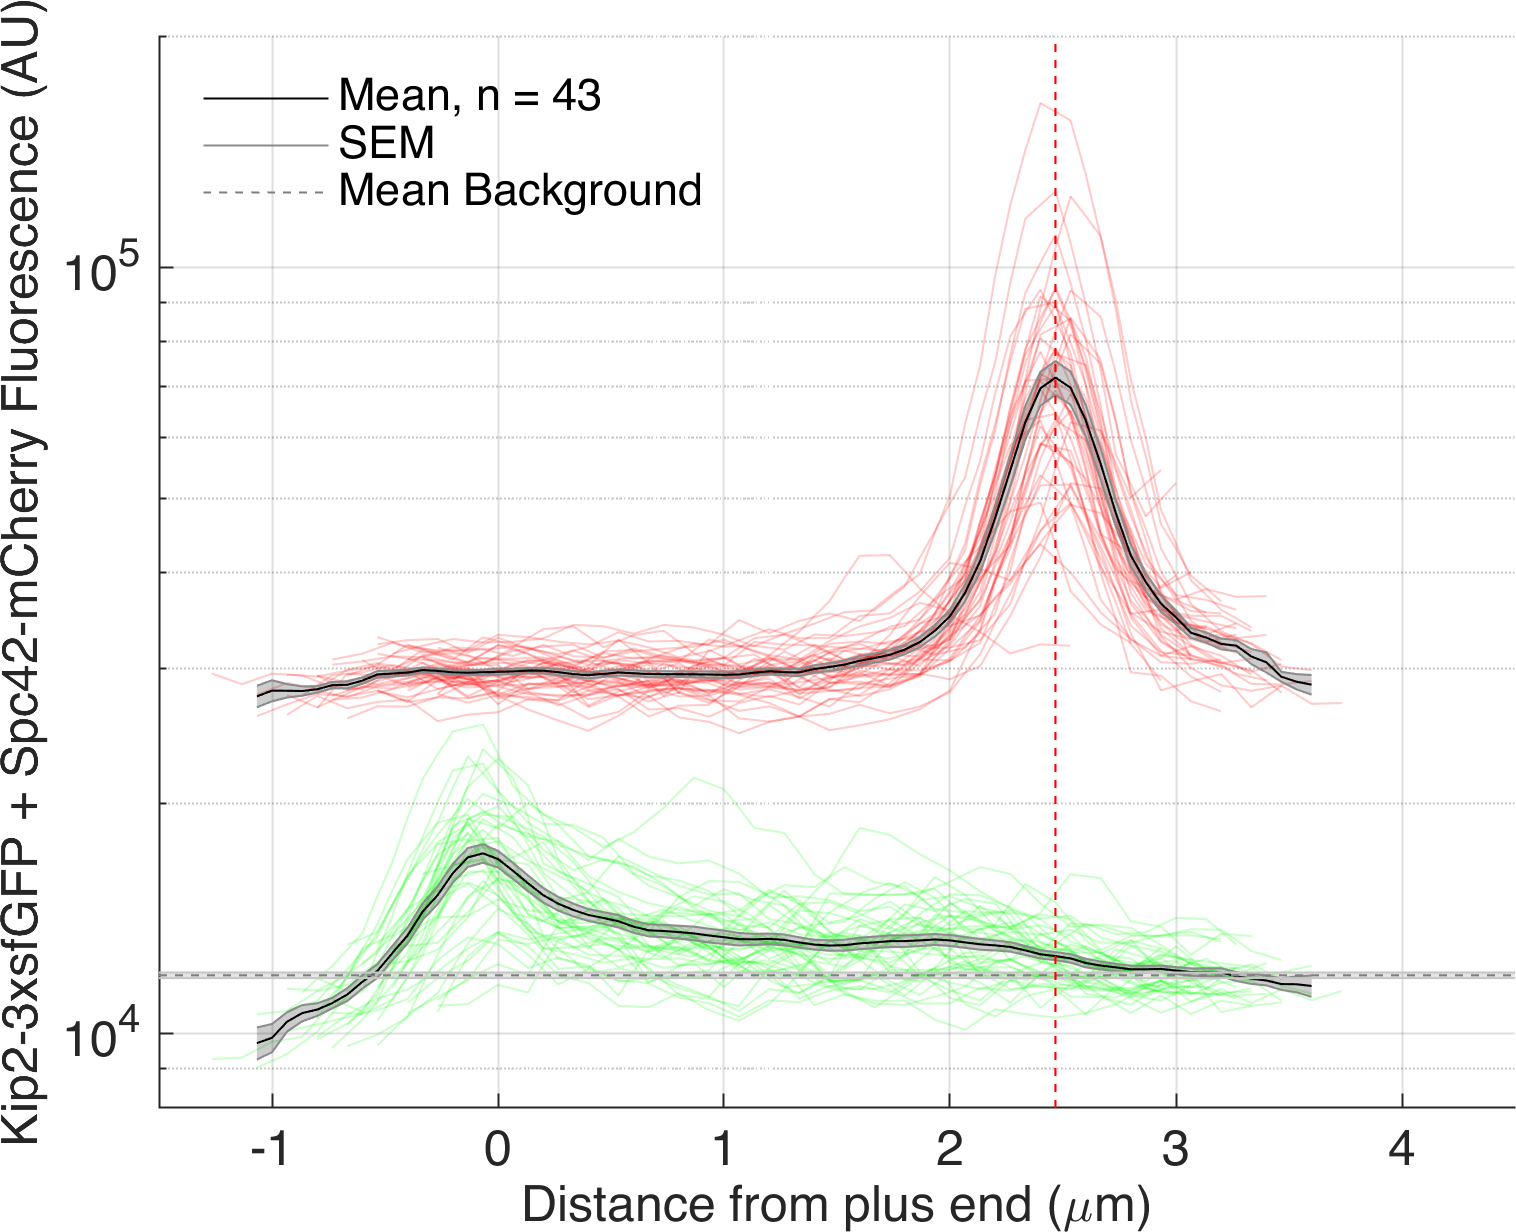 Kip2-3xsfGFP + Spc42-mCherry Fluorescence (AU)
Mean, n = 43
SEM
Mean Background
10^5
10^4
-1 0 1 2 3 4
Distance from plus end (μm)